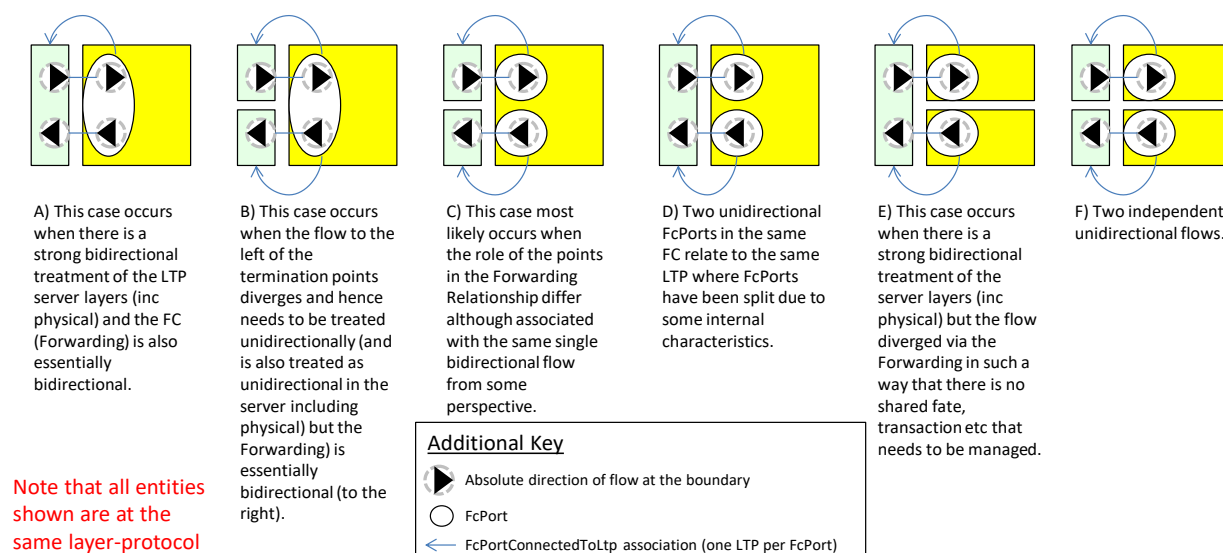 A) This case occurs
when there is a
strong bidirectional
treatment of the LTP
server layers (inc
physical) and the FC
(Forwarding) is also
essentially
bidirectional.
B) This case occurs
when the flow to the
left of the
termination points
diverges and hence
needs to be treated
unidirectionally (and
is also treated as
unidirectional in the
server including
physical) but the
Forwarding) is
essentially
bidirectional (to the
right).
C) This case most
likely occurs when
the role of the points
in the Forwarding
Relationship differ
although associated
with the same single
bidirectional flow
from some
perspective.
D) Two unidirectional
FcPorts in the same
FC relate to the same
LTP where FcPorts
have been split due to
some internal
characteristics.
E) This case occurs
when there is a
strong bidirectional
treatment of the
server layers (inc
physical) but the flow
diverged via the
Forwarding in such a
way that there is no
shared fate,
transaction etc that
needs to be managed.
F) Two independent
unidirectional flows.
Note that all entities
shown are at the
same layer-protocol
Additional Key
Absolute direction of flow at the boundary
FcPort
FcPortConnectedToLtp association (one LTP per FcPort)